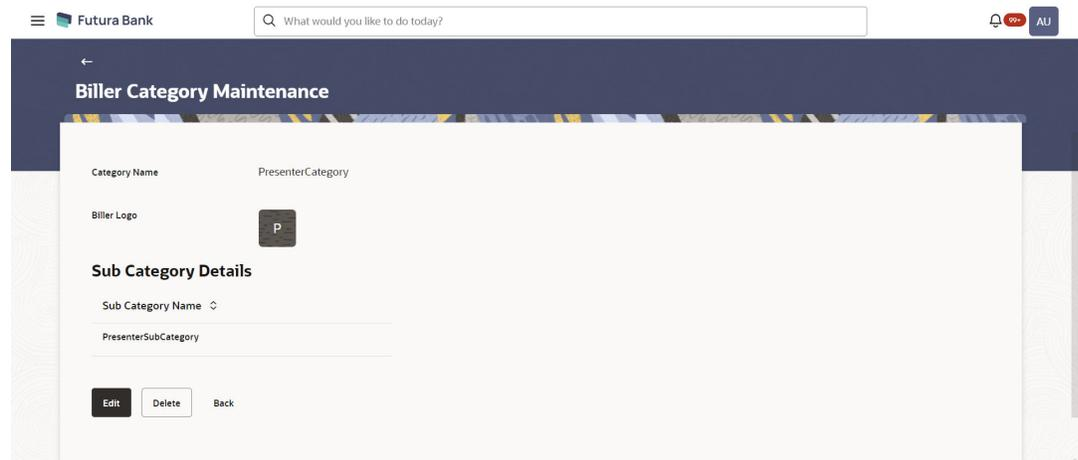 Futura Bank
What would you like to do today?
99+
AU
Biller Category Maintenance
Category Name PresenterCategory
Biller Logo
P
Sub Category Details
Sub Category Name
PresenterSubCategory
Edit Delete Back